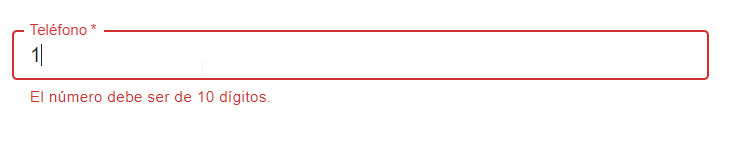 Teléfono *
1
El número debe ser de 10 dígitos.